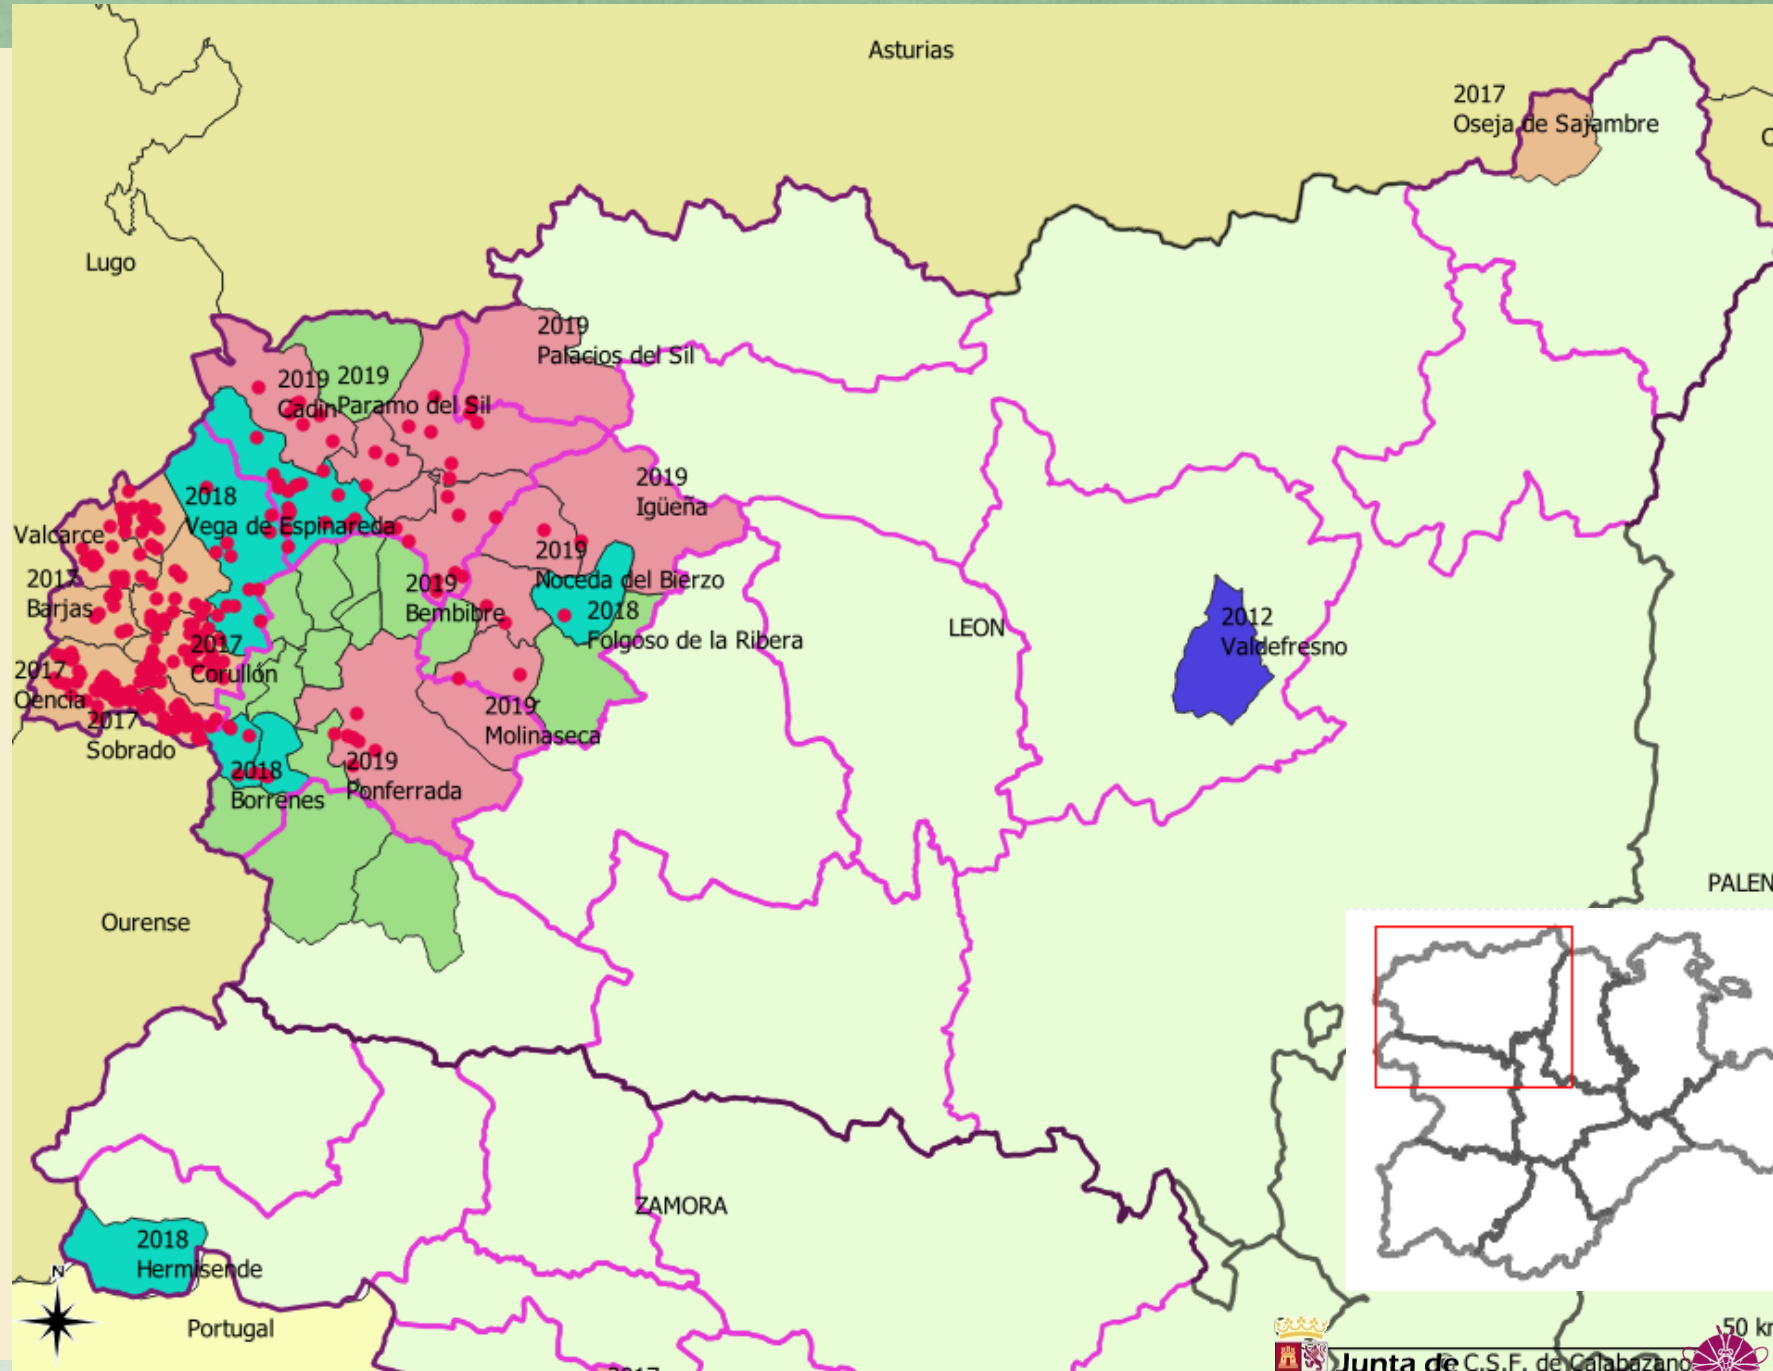 Asturias
2017
Oseja de Sajambre
Lugo
2019
Palacios del Sil
2019
Cadin
2019
Paramo del Sil
2019
Igüeña
2018
Vega de Espinareda
Valcarce
2019
Noceda del Bierzo
2017
Barjas
2019
Bembibre
2018
Folgoso de la Ribera
2012
Valdefresno
LEON
2017
Corullón
2017
Oencia
2017
Sobrado
2019
Molinaseca
2018
Borrenes
2019
Ponferrada
PALEN
Ourense
ZAMORA
2018
Hermisende
N
Portugal
50 km
Junta de C.S.F. de Calabazano